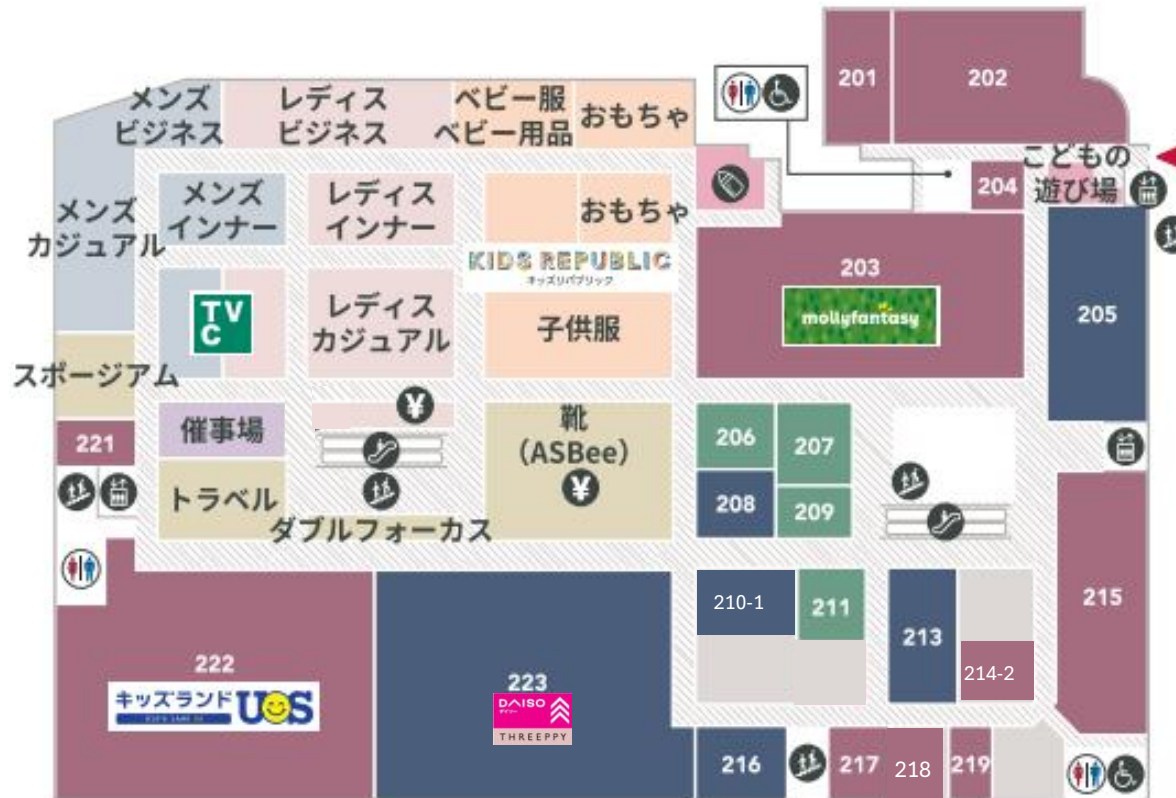 201
202
メンズ
ビジネス
レディス
ビジネス
ベビー服
ベビー用品
おもちゃ
こどもの
遊び場
204
メンズ
カジュアル
メンズ
インナー
レディス
インナー
おもちゃ
KIDS REPUBLIC
キッズリパブリック
203
mollyfantasy
205
TVC
レディス
カジュアル
子供服
スポージアム
221
催事場
¥
靴
(ASBee)
¥
206
207
208
209
トラベル
ダブルフォーカス
210-1
211
213
214-2
215
222
キッズランドUS
223
DAISO
ダイソー
THREEPPY
216
217
218
219